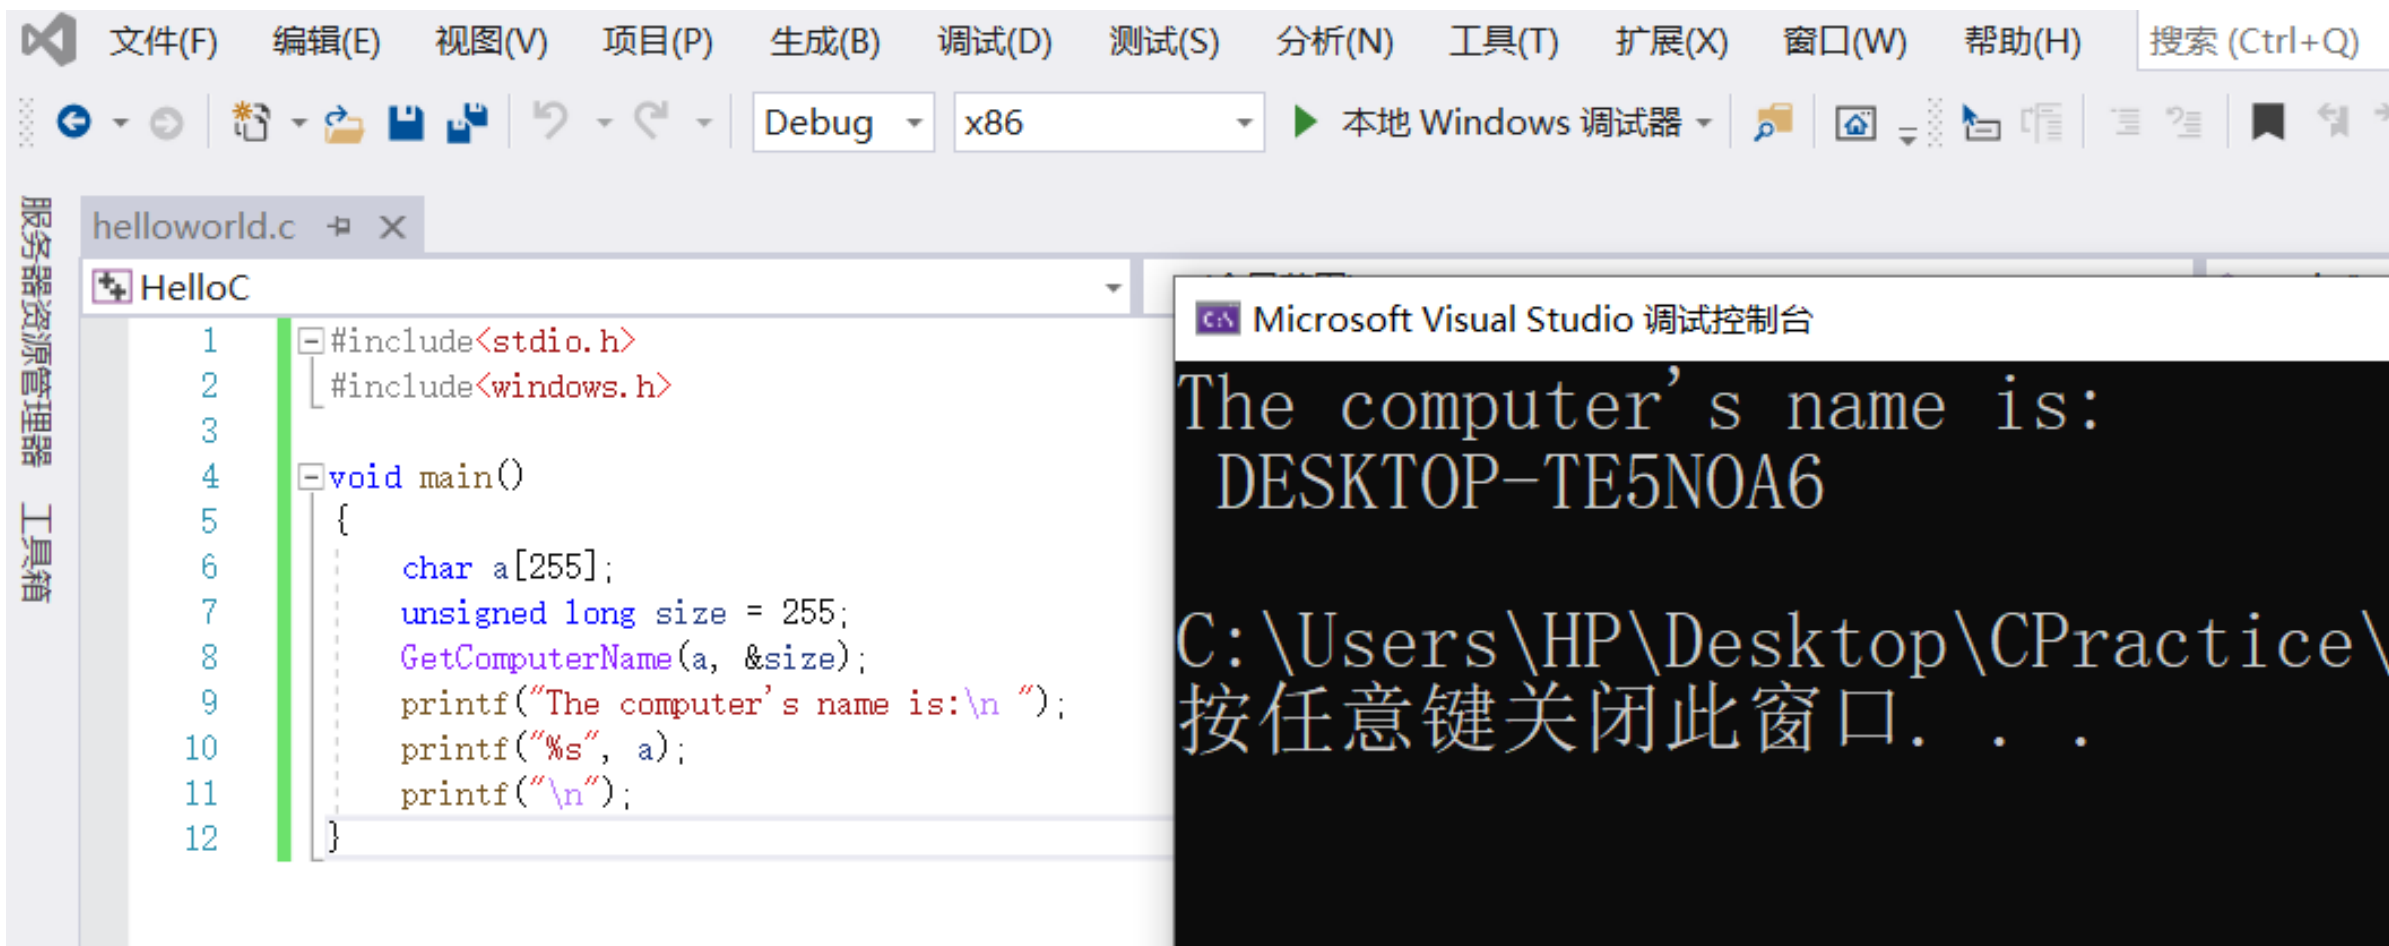 文件(F) 编辑(E) 视图(V) 项目(P) 生成(B) 调试(D) 测试(S) 分析(N) 工具(T) 扩展(X) 窗口(W) 帮助(H) 搜索 (Ctrl+Q)
Debug x86 本地 Windows 调试器
服务器资源管理器
工具箱
helloworld.c
HelloC
1 #include<stdio.h>
2 #include<windows.h>
3
4 void main()
5 {
6 char a[255];
7 unsigned long size = 255;
8 GetComputerName(a, &size);
9 printf("The computer's name is:\n ");
10 printf("%s", a);
11 printf("\n");
12 }
Microsoft Visual Studio 调试控制台
The computer's name is:
DESKTOP-TE5NOA6
C:\Users\HP\Desktop\CPractice\
按任意键关闭此窗口. . .